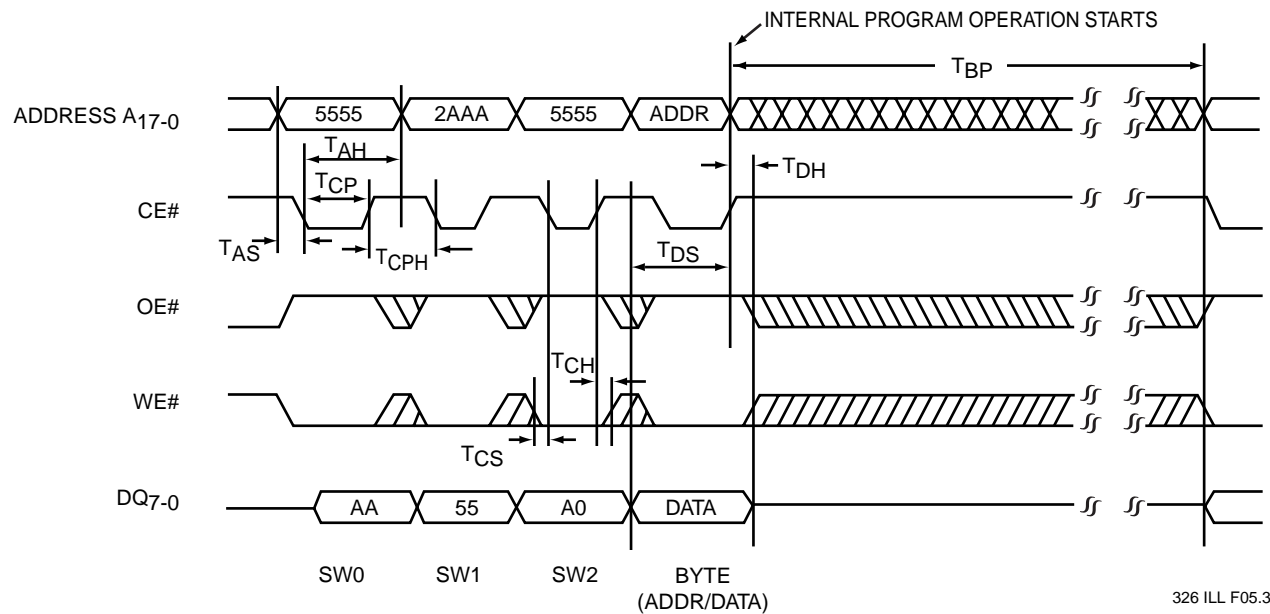 INTERNAL PROGRAM OPERATION STARTS
TBP
ADDRESS A17-0
5555
2AAA
5555
ADDR
TAH
TDH
TCP
CE#
TAS
TCPH
TDS
OE#
TCH
WE#
TCS
DQ7-0
AA
55
A0
DATA
SW0
SW1
SW2
BYTE
(ADDR/DATA)
326 ILL F05.3